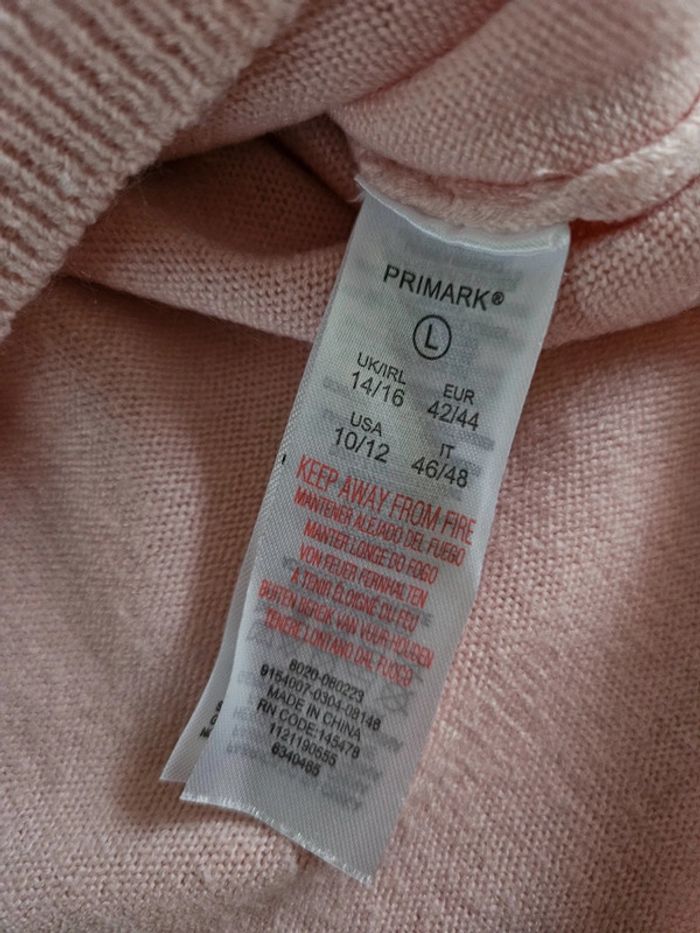 PRIMARK®
L
UK/IRL EUR
14/16 42/44
USA IT
10/12 46/48
KEEP AWAY FROM FIRE
MANTENER ALEJADO DEL FUEGO
MANTER LONGE DO FOGO
VON FEUER FERNHALTEN
À TENIR ÉLOIGNÉ DU FEU
BUITEN BEREIK VAN VUUR HOUDEN
TENERE LONTANO DAL FUOCO
8020-080223
9154007-0304-08148
MADE IN CHINA
RN CODE:145478
1121190655
6340465